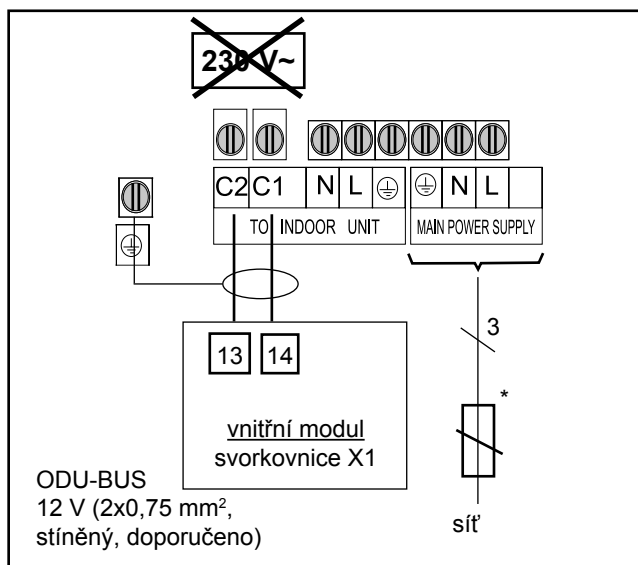 230 V~
C2 C1 N L N L
TO INDOOR UNIT MAIN POWER SUPPLY
3
13 14
*
vnitřní modul
svorkovnice X1
ODU-BUS
12 V (2x0,75 mm²,
stíněný, doporučeno)
síť